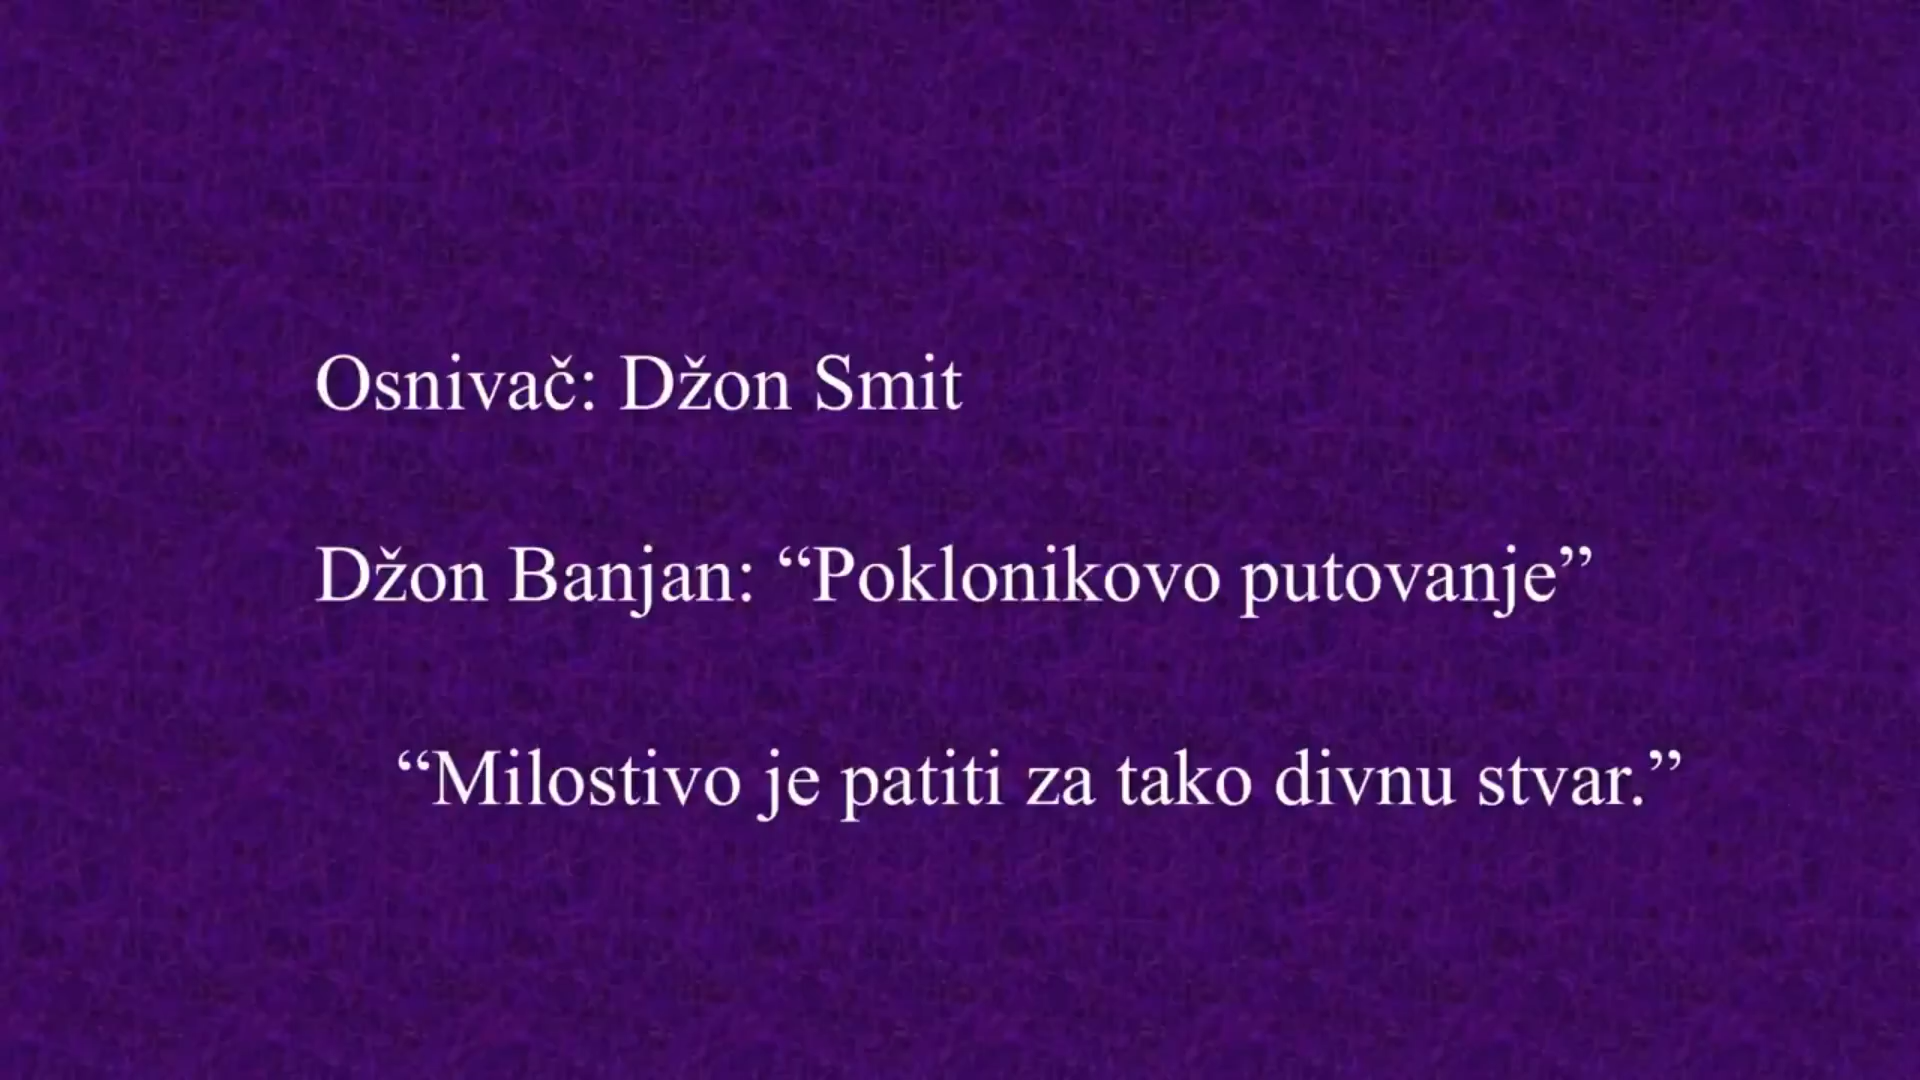 Osnivač: Džon Smit
Džon Banjan: “Poklonikovo putovanje”
“Milostivo je patiti za tako divnu stvar.”